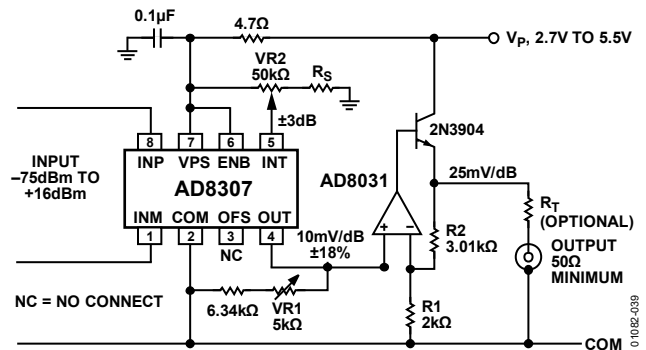 0.1µF
4.7Ω
VP, 2.7V TO 5.5V
VR2
50kΩ
RS
±3dB
2N3904
8
7
6
5
INP
VPS
ENB
INT
INPUT
–75dBm TO
+16dBm
AD8307
AD8031
25mV/dB
INM
COM
OFS
OUT
1
2
3
4
NC
10mV/dB
±18%
+
–
R2
3.01kΩ
RT
(OPTIONAL)
OUTPUT
50Ω
MINIMUM
NC = NO CONNECT
6.34kΩ
VR1
5kΩ
R1
2kΩ
COM
01082-039